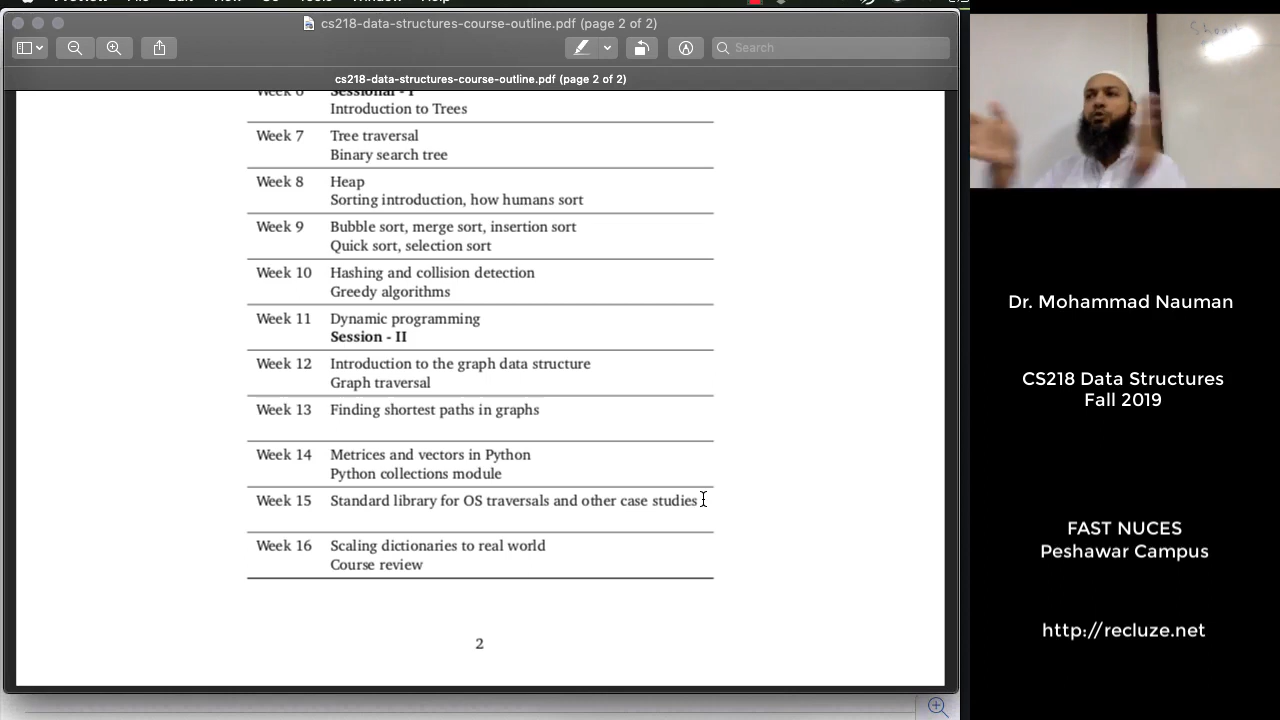 cs218-data-structures-course-outline.pdf (page 2 of 2)
Search
cs218-data-structures-course-outline.pdf (page 2 of 2)
Week 6 Sessional - I
Introduction to Trees
Week 7 Tree traversal
Binary search tree
Week 8 Heap
Sorting introduction, how humans sort
Week 9 Bubble sort, merge sort, insertion sort
Quick sort, selection sort
Week 10 Hashing and collision detection
Greedy algorithms
Week 11 Dynamic programming
Session - II
Week 12 Introduction to the graph data structure
Graph traversal
Week 13 Finding shortest paths in graphs
Week 14 Metrices and vectors in Python
Python collections module
Week 15 Standard library for OS traversals and other case studies
Week 16 Scaling dictionaries to real world
Course review
2
Dr. Mohammad Nauman
CS218 Data Structures
Fall 2019
FAST NUCES
Peshawar Campus
http://recluze.net